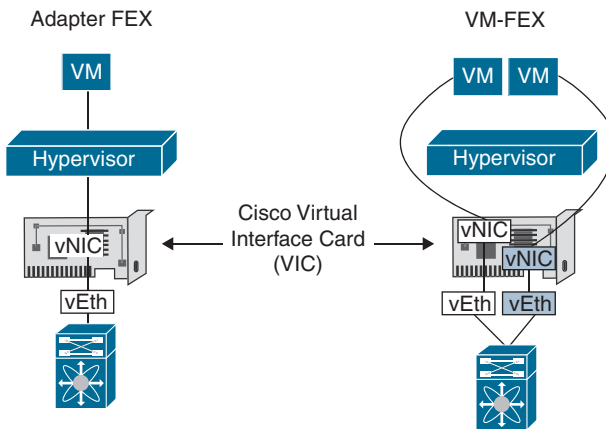 Adapter FEX
VM-FEX
VM
VM
VM
Hypervisor
Hypervisor
Cisco Virtual
Interface Card
(VIC)
vNIC
vNIC
vNIC
vEth
vEth
vEth